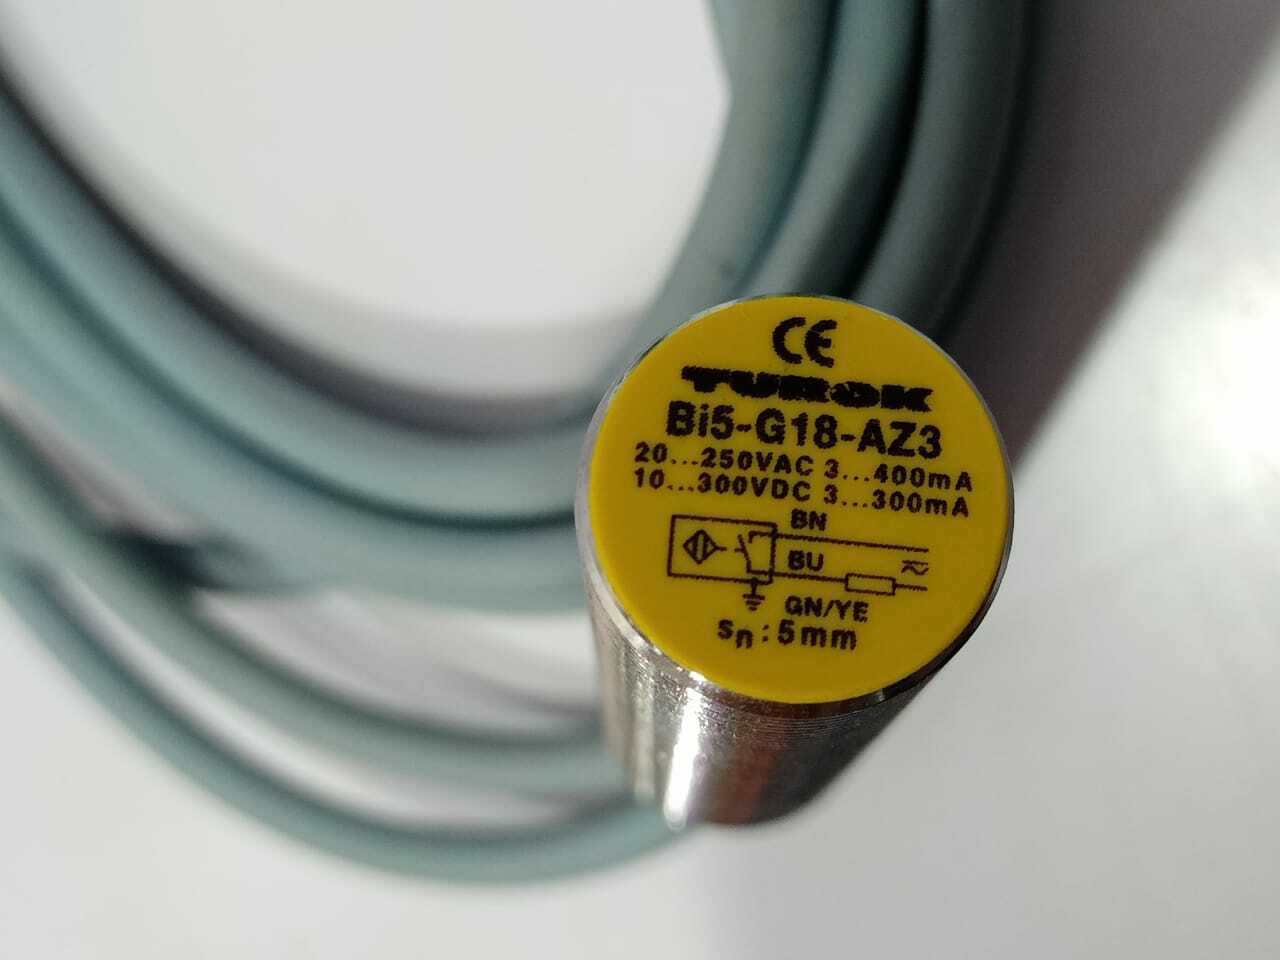 CE
TURCK
Bi5-G18-AZ3
20...250VAC 3...400mA
10...300VDC 3...300mA
BN
BU
GN/YE
sn : 5mm